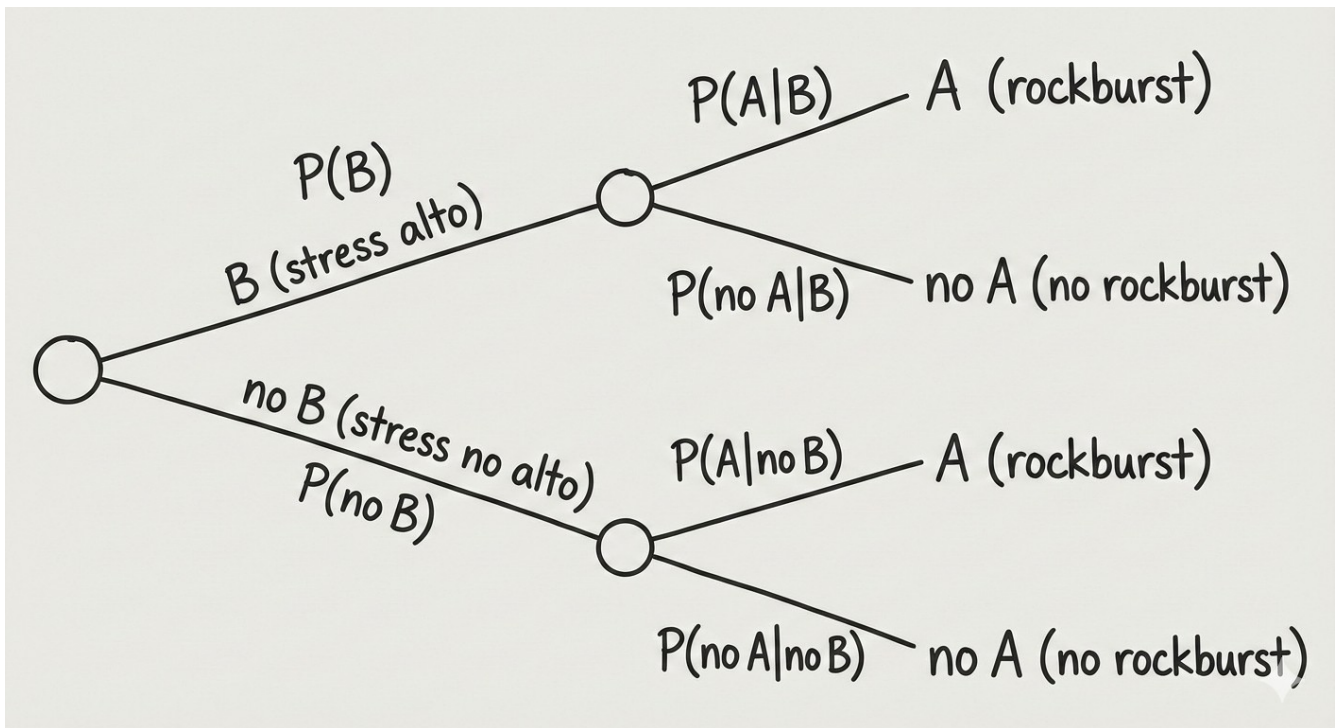 P(A|B)
A (rockburst)
P(B)
B (stress alto)
P(no A|B)
no A (no rockburst)
no B (stress no alto)
P(no B)
P(A|no B)
A (rockburst)
P(no A|no B)
no A (no rockburst)